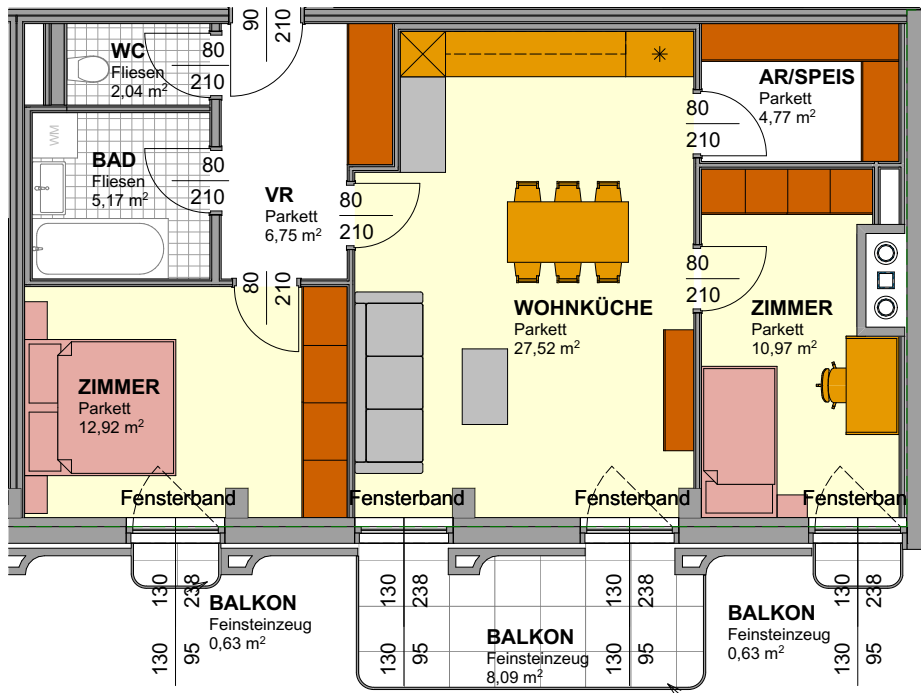 90
210
WC
Fliesen
2,04 m²
80
210
AR/SPEIS
Parkett
4,77 m²
80
210
WM
BAD
Fliesen
5,17 m²
80
210
VR
Parkett
6,75 m²
80
210
80
210
80
210
WOHNKÜCHE
Parkett
27,52 m²
ZIMMER
Parkett
10,97 m²
ZIMMER
Parkett
12,92 m²
Fensterband
Fensterband
Fensterband
Fensterban
130
238
130
95
BALKON
Feinsteinzeug
0,63 m²
130
238
130
95
BALKON
Feinsteinzeug
8,09 m²
130
238
130
95
BALKON
Feinsteinzeug
0,63 m²
130
238
130
95